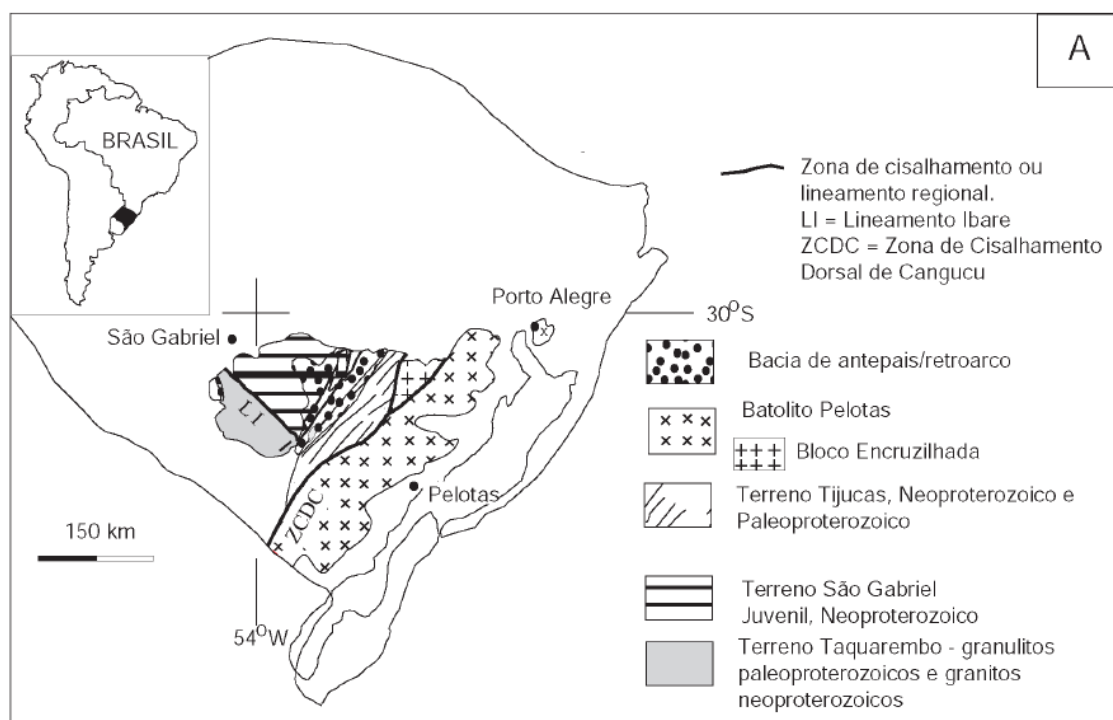 A
BRASIL
Zona de cisalhamento ou
lineamento regional.
LI = Lineamento Ibare
ZCDC = Zona de Cisalhamento
Dorsal de Cangucu
Porto Alegre
x
30°S
São Gabriel
Bacia de antepais/retroarco
LI
Batolito Pelotas
Bloco Encruzilhada
Pelotas
Terreno Tijucas, Neoproterozoico e
Paleoproterozoico
ZCDC
150 km
Terreno São Gabriel
Juvenil, Neoproterozoico
54°W
Terreno Taquarembo - granulitos
paleoproterozoicos e granitos
neoproterozoicos